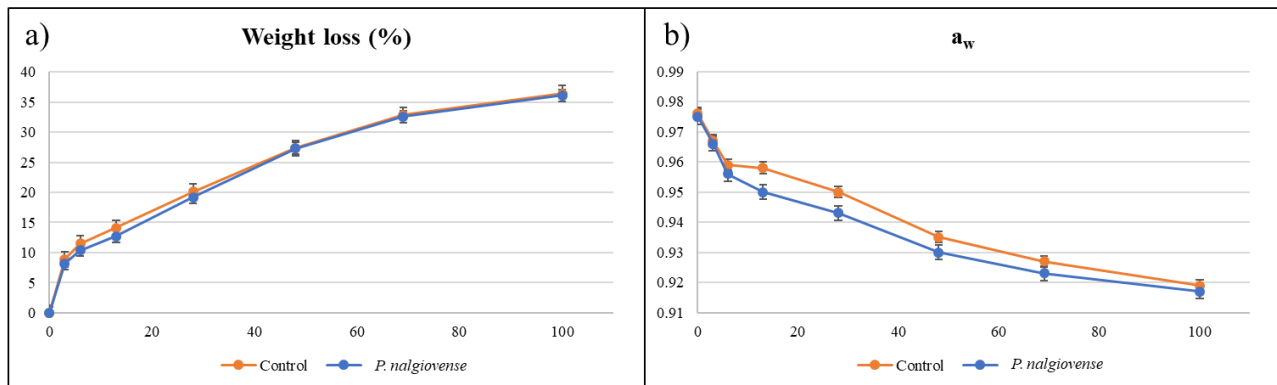 a)
Weight loss (%)
40
35
30
25
20
15
10
5
0
0 20 40 60 80 100
Control P. nalgiovense
b)
aw
0.99
0.98
0.97
0.96
0.95
0.94
0.93
0.92
0.91
0 20 40 60 80 100
Control P. nalgiovense